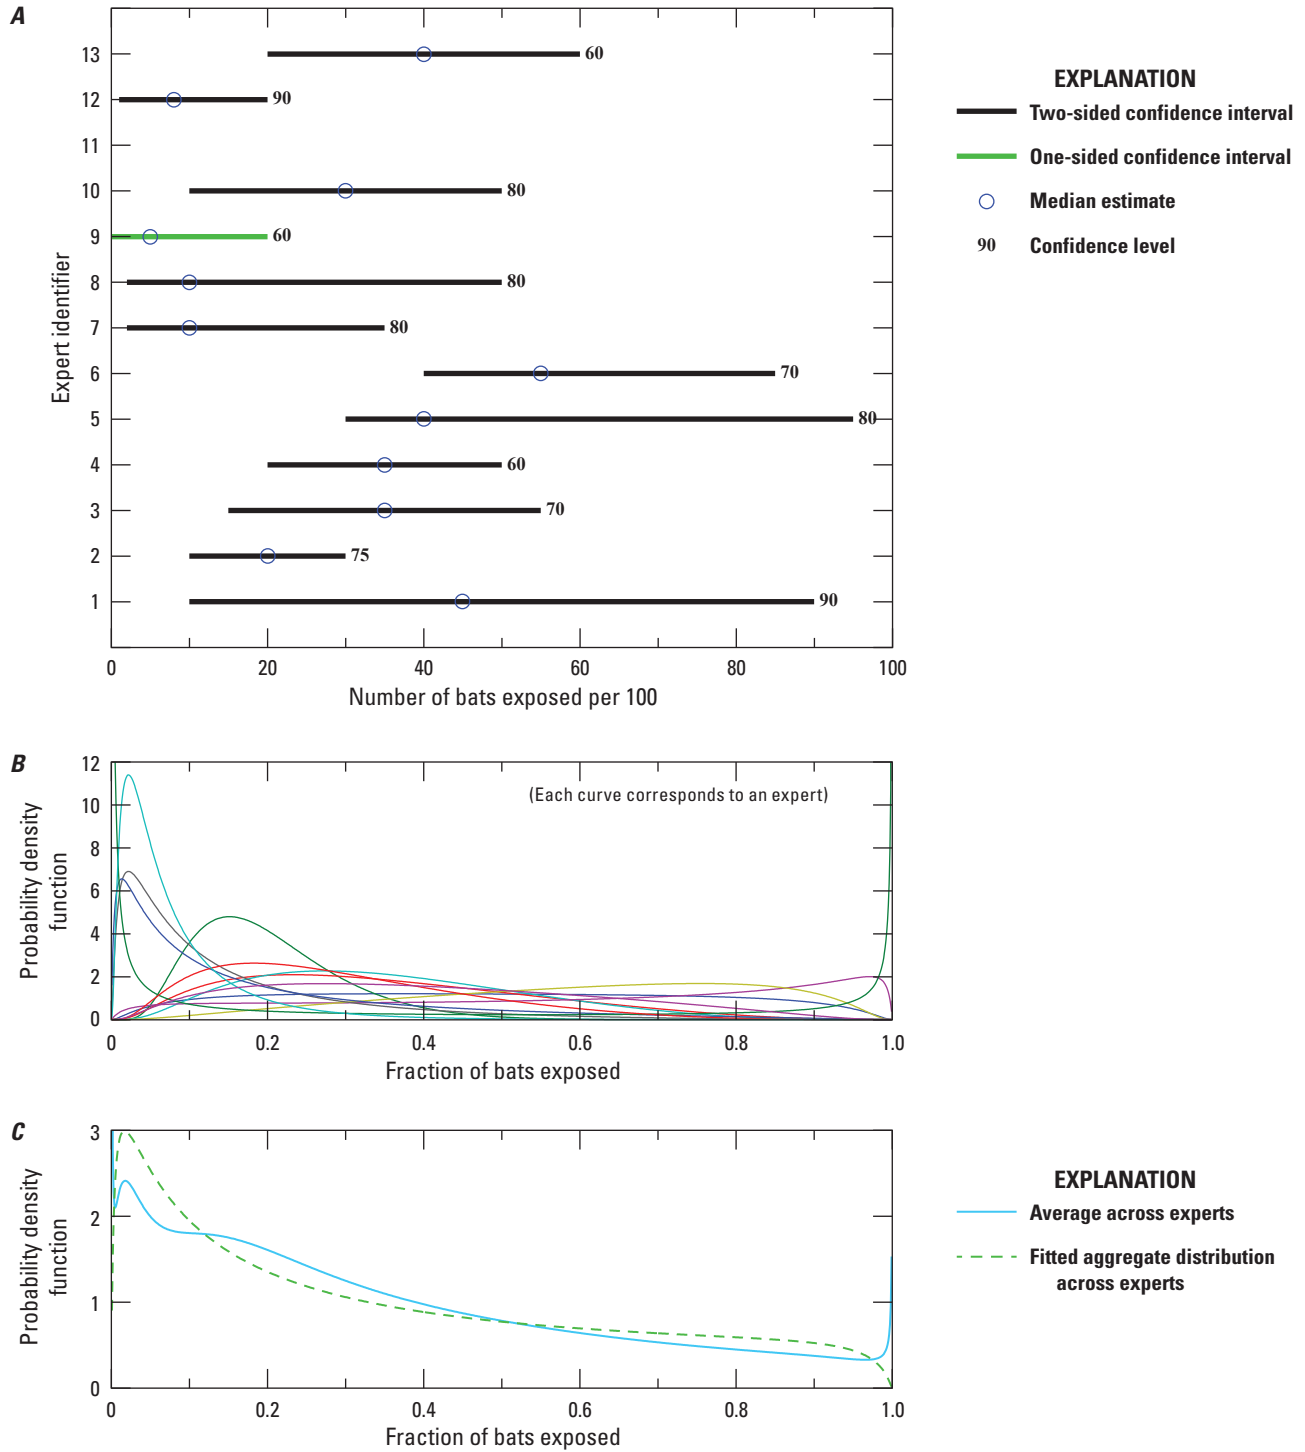 A
13
12
11
10
9
8
7
6
5
4
3
2
1
Expert identifier
60
90
80
60
80
80
70
80
60
70
75
90
0 20 40 60 80 100
Number of bats exposed per 100
EXPLANATION
Two-sided confidence interval
One-sided confidence interval
Median estimate
90 Confidence level
B
12
10
8
6
4
2
0
Probability density
function
(Each curve corresponds to an expert)
0 0.2 0.4 0.6 0.8 1.0
Fraction of bats exposed
C
3
2
1
0
Probability density
function
0 0.2 0.4 0.6 0.8 1.0
Fraction of bats exposed
EXPLANATION
Average across experts
Fitted aggregate distribution
across experts